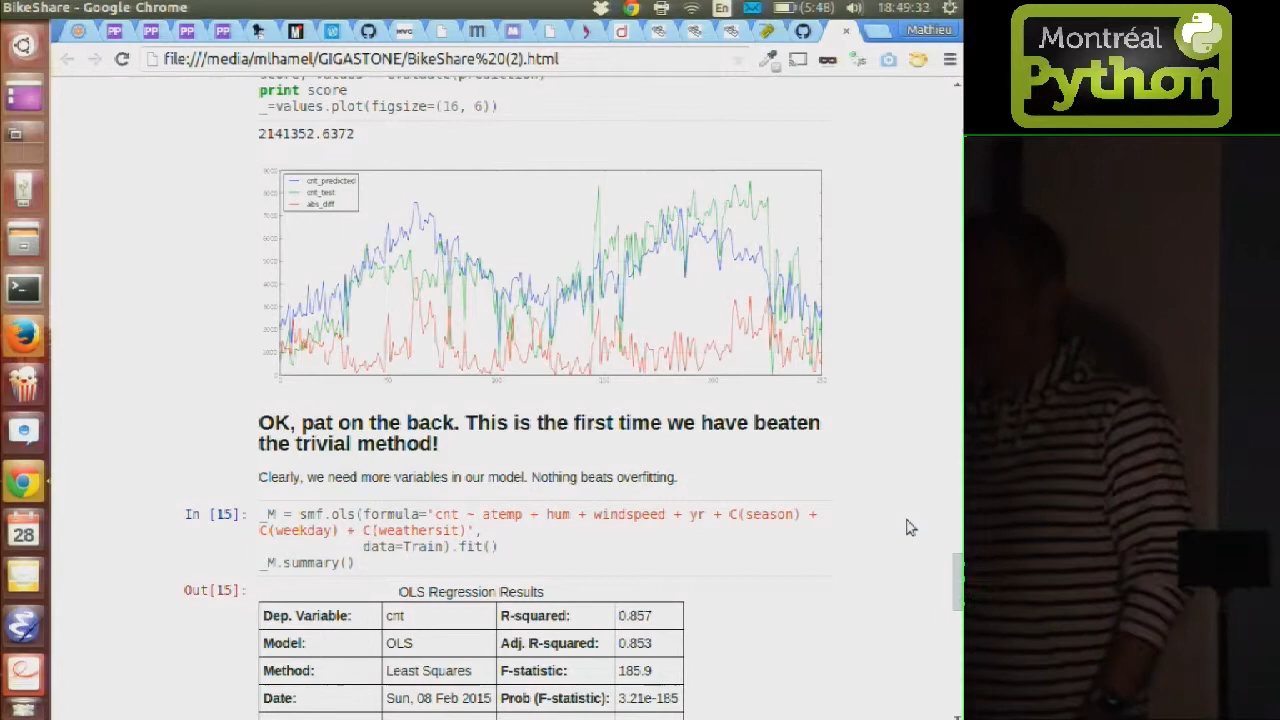 BikeShare - Google Chrome
En
(5:48)
18:49:33
Mathieu
file:///media/mlhamel/GIGASTONE/BikeShare%20(2).html
print score
_=values.plot(figsize=(16, 6))
2141352.6372
cnt_predicted
cnt_test
abs_diff
OK, pat on the back. This is the first time we have beaten
the trivial method!
Clearly, we need more variables in our model. Nothing beats overfitting.
In [15]:
_M = smf.ols(formula='cnt ~ atemp + hum + windspeed + yr + C(season) +
C(weekday) + C(weathersit)',
data=Train).fit()
_M.summary()
Out[15]:
OLS Regression Results
Dep. Variable: cnt R-squared: 0.857
Model: OLS Adj. R-squared: 0.853
Method: Least Squares F-statistic: 185.9
Date: Sun, 08 Feb 2015 Prob (F-statistic): 3.21e-185
28
Montréal
Python